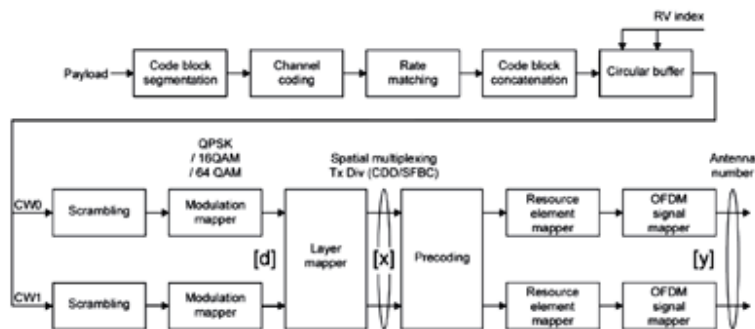 RV index
Payload
Code block
segmentation
Channel
coding
Rate
matching
Code block
concatenation
Circular buffer
QPSK
/ 16QAM
/ 64 QAM
Spatial multiplexing
Tx Div (CDD/SFBC)
Antenna
number
CW0
Scrambling
Modulation
mapper
[d]
Layer
mapper
[x]
Precoding
Resource
element
mapper
OFDM
signal
mapper
[y]
CW1
Scrambling
Modulation
mapper
Resource
element
mapper
OFDM
signal
mapper